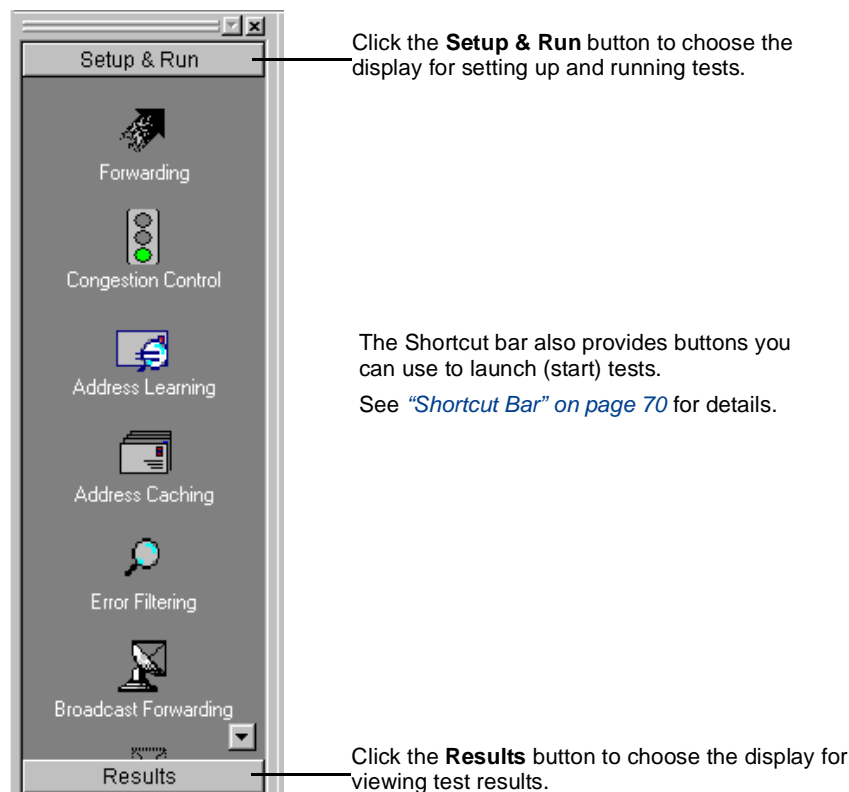 Setup & Run
Click the Setup & Run button to choose the
display for setting up and running tests.
Forwarding
Congestion Control
The Shortcut bar also provides buttons you
can use to launch (start) tests.
See “Shortcut Bar” on page 70 for details.
Address Learning
Address Caching
Error Filtering
Broadcast Forwarding
Results
Click the Results button to choose the display for
viewing test results.